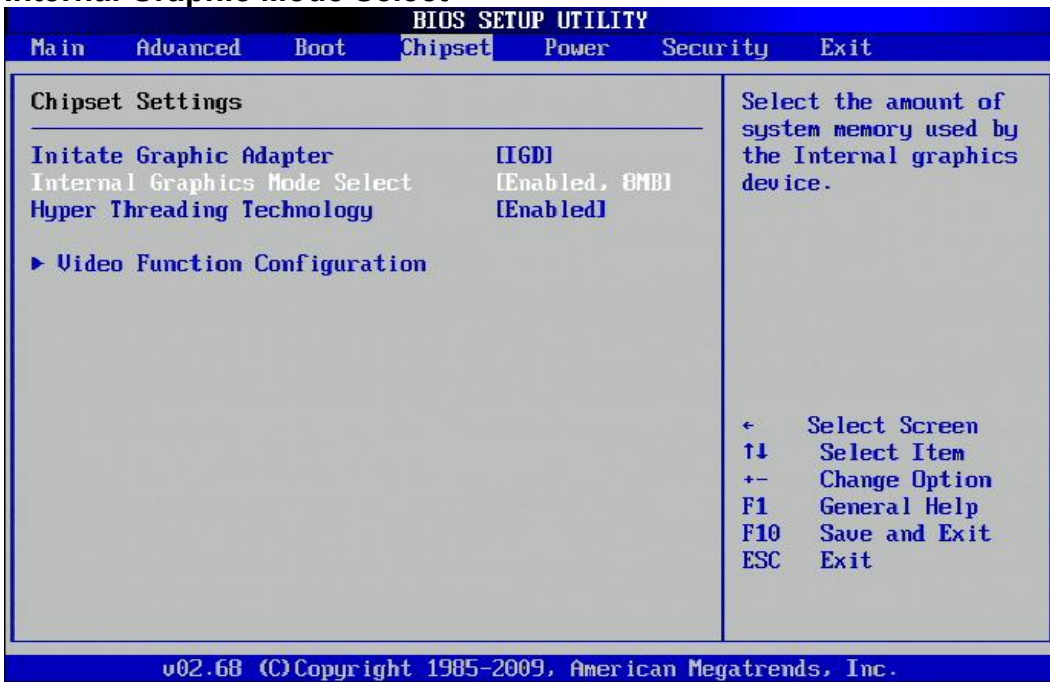 BIOS SETUP UTILITY
Main Advanced Boot Chipset Power Security Exit
Chipset Settings
Initate Graphic Adapter [IGD]
Internal Graphics Mode Select [Enabled, 8MB]
Hyper Threading Technology [Enabled]
► Video Function Configuration
Select the amount of
system memory used by
the Internal graphics
device.
← Select Screen
↑↓ Select Item
+- Change Option
F1 General Help
F10 Save and Exit
ESC Exit
v02.68 (C)Copyright 1985-2009, American Megatrends, Inc.